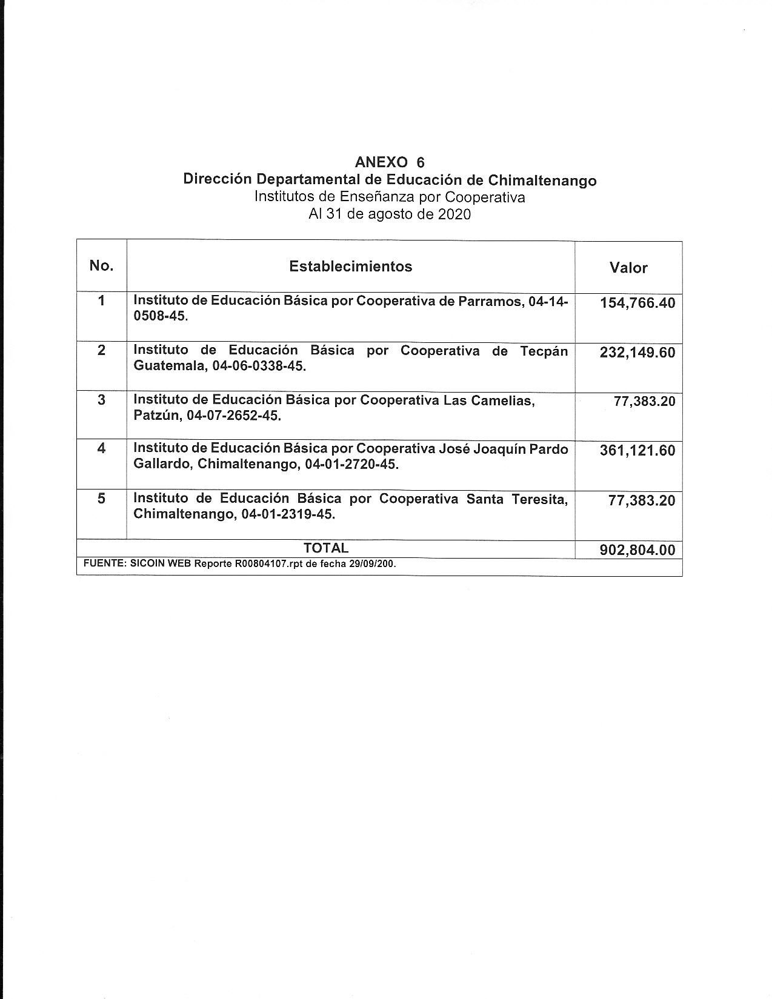 ANEXO 6
Dirección Departamental de Educación de Chimaltenango
Institutos de Enseñanza por Cooperativa
Al 31 de agosto de 2020
No. Establecimientos Valor
1 Instituto de Educación Básica por Cooperativa de Parramos, 04-14- 154,766.40
0508-45.
2 Instituto de Educación Básica por Cooperativa de Tecpán 232,149.60
Guatemala, 04-06-0338-45.
3 Instituto de Educación Básica por Cooperativa Las Camelias, 77,383.20
Patzún, 04-07-2652-45.
4 Instituto de Educación Básica por Cooperativa José Joaquín Pardo 361,121.60
Gallardo, Chimaltenango, 04-01-2720-45.
5 Instituto de Educación Básica por Cooperativa Santa Teresita, 77,383.20
Chimaltenango, 04-01-2319-45.
TOTAL 902,804.00
FUENTE: SICOIN WEB Reporte R00804107.rpt de fecha 29/09/200.